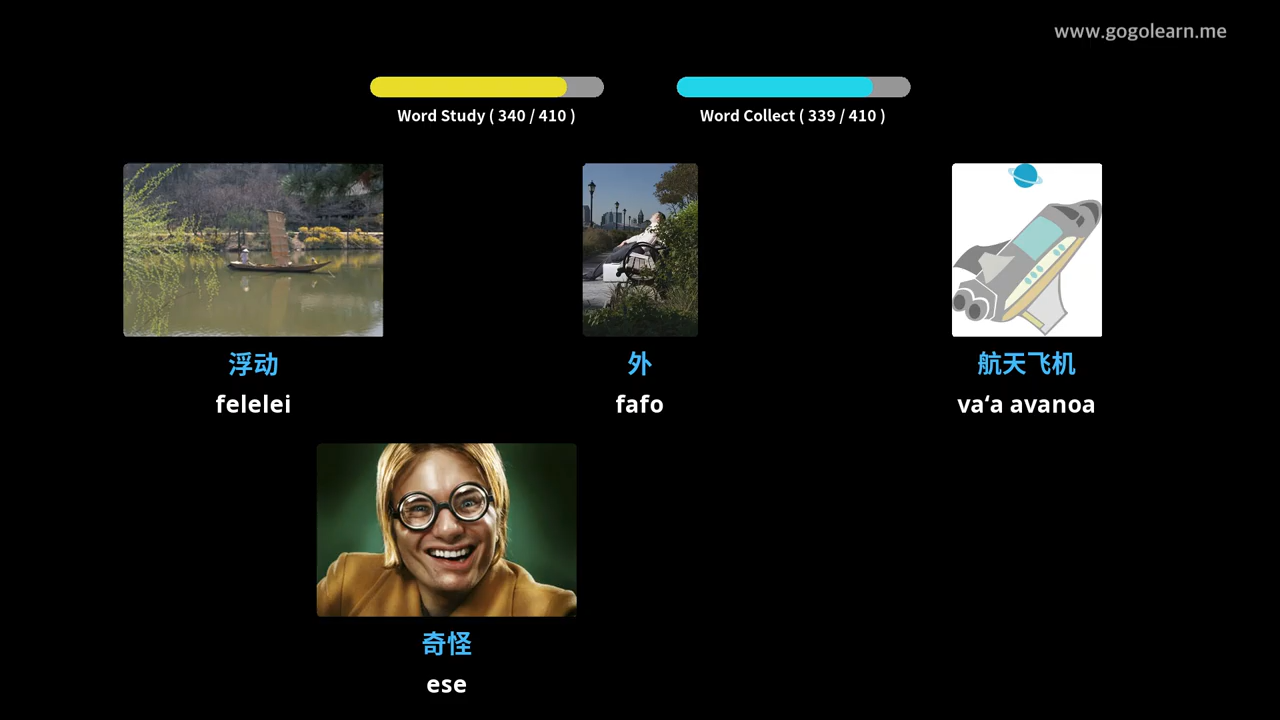 www.gogolearn.me
Word Study ( 340 / 410 )
Word Collect ( 339 / 410 )
浮动
felelei
外
fafo
航天飞机
vaʻa avanoa
奇怪
ese